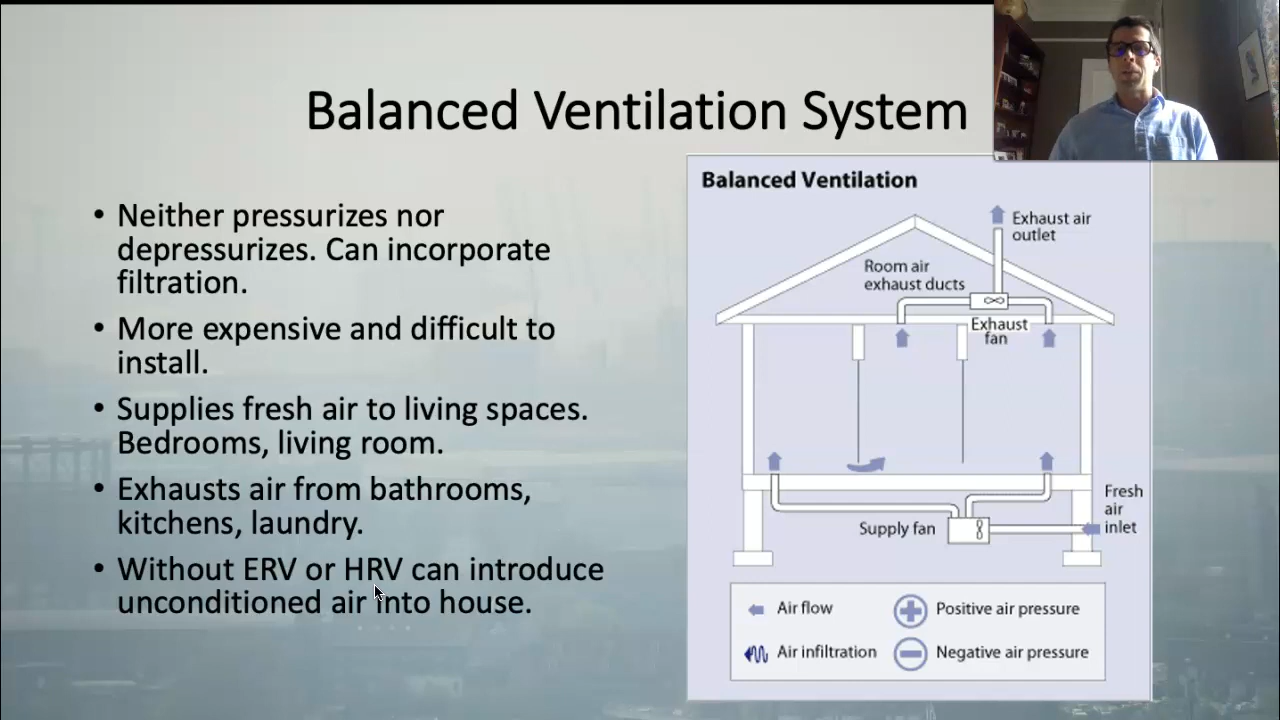 Balanced Ventilation System
• Neither pressurizes nor
depressurizes. Can incorporate
filtration.
• More expensive and difficult to
install.
• Supplies fresh air to living spaces.
Bedrooms, living room.
• Exhausts air from bathrooms,
kitchens, laundry.
• Without ERV or HRV can introduce
unconditioned air into house.
Balanced Ventilation
Exhaust air
outlet
Room air
exhaust ducts
Exhaust
fan
Fresh
air
inlet
Supply fan
Air flow
Positive air pressure
Air infiltration
Negative air pressure